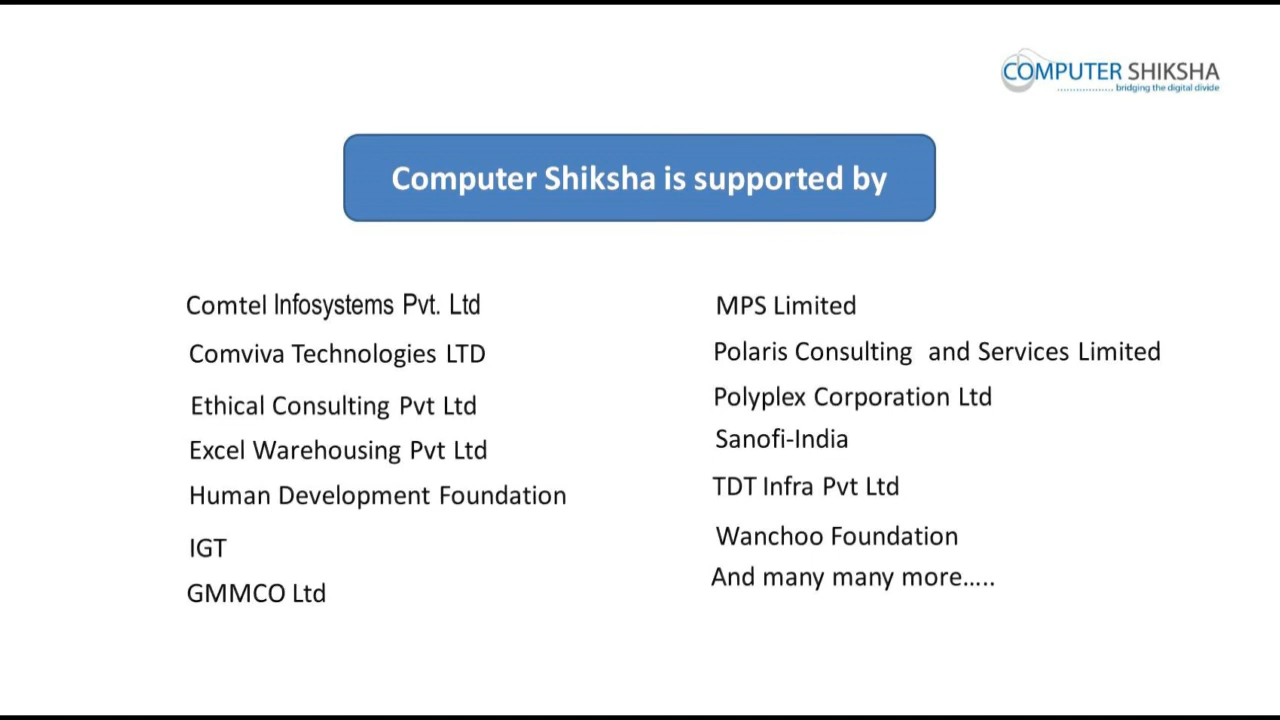 COMPUTER SHIKSHA
bridging the digital divide
Computer Shiksha is supported by
Comtel Infosystems Pvt. Ltd
Comviva Technologies LTD
Ethical Consulting Pvt Ltd
Excel Warehousing Pvt Ltd
Human Development Foundation
IGT
GMMCO Ltd
MPS Limited
Polaris Consulting and Services Limited
Polyplex Corporation Ltd
Sanofi-India
TDT Infra Pvt Ltd
Wanchoo Foundation
And many many more.....